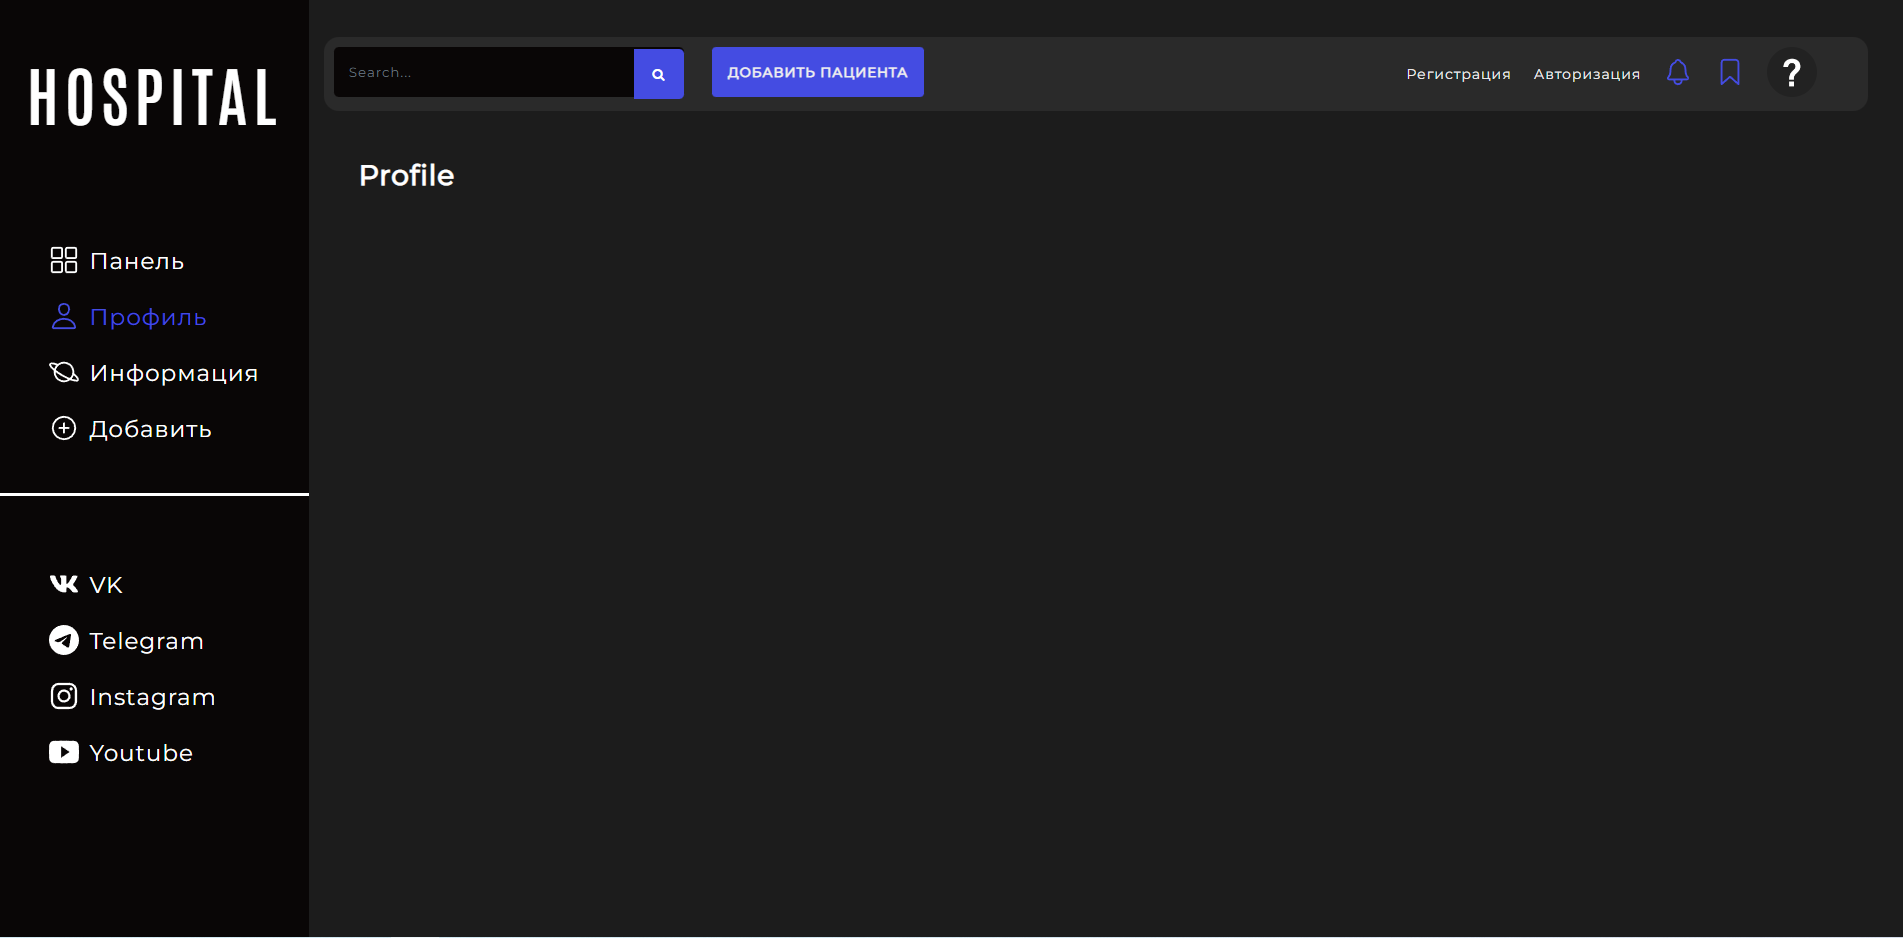 HOSPITAL
Панель
Профиль
Информация
Добавить
VK
Telegram
Instagram
Youtube
Search...
ДОБАВИТЬ ПАЦИЕНТА
Регистрация
Авторизация
?
Profile